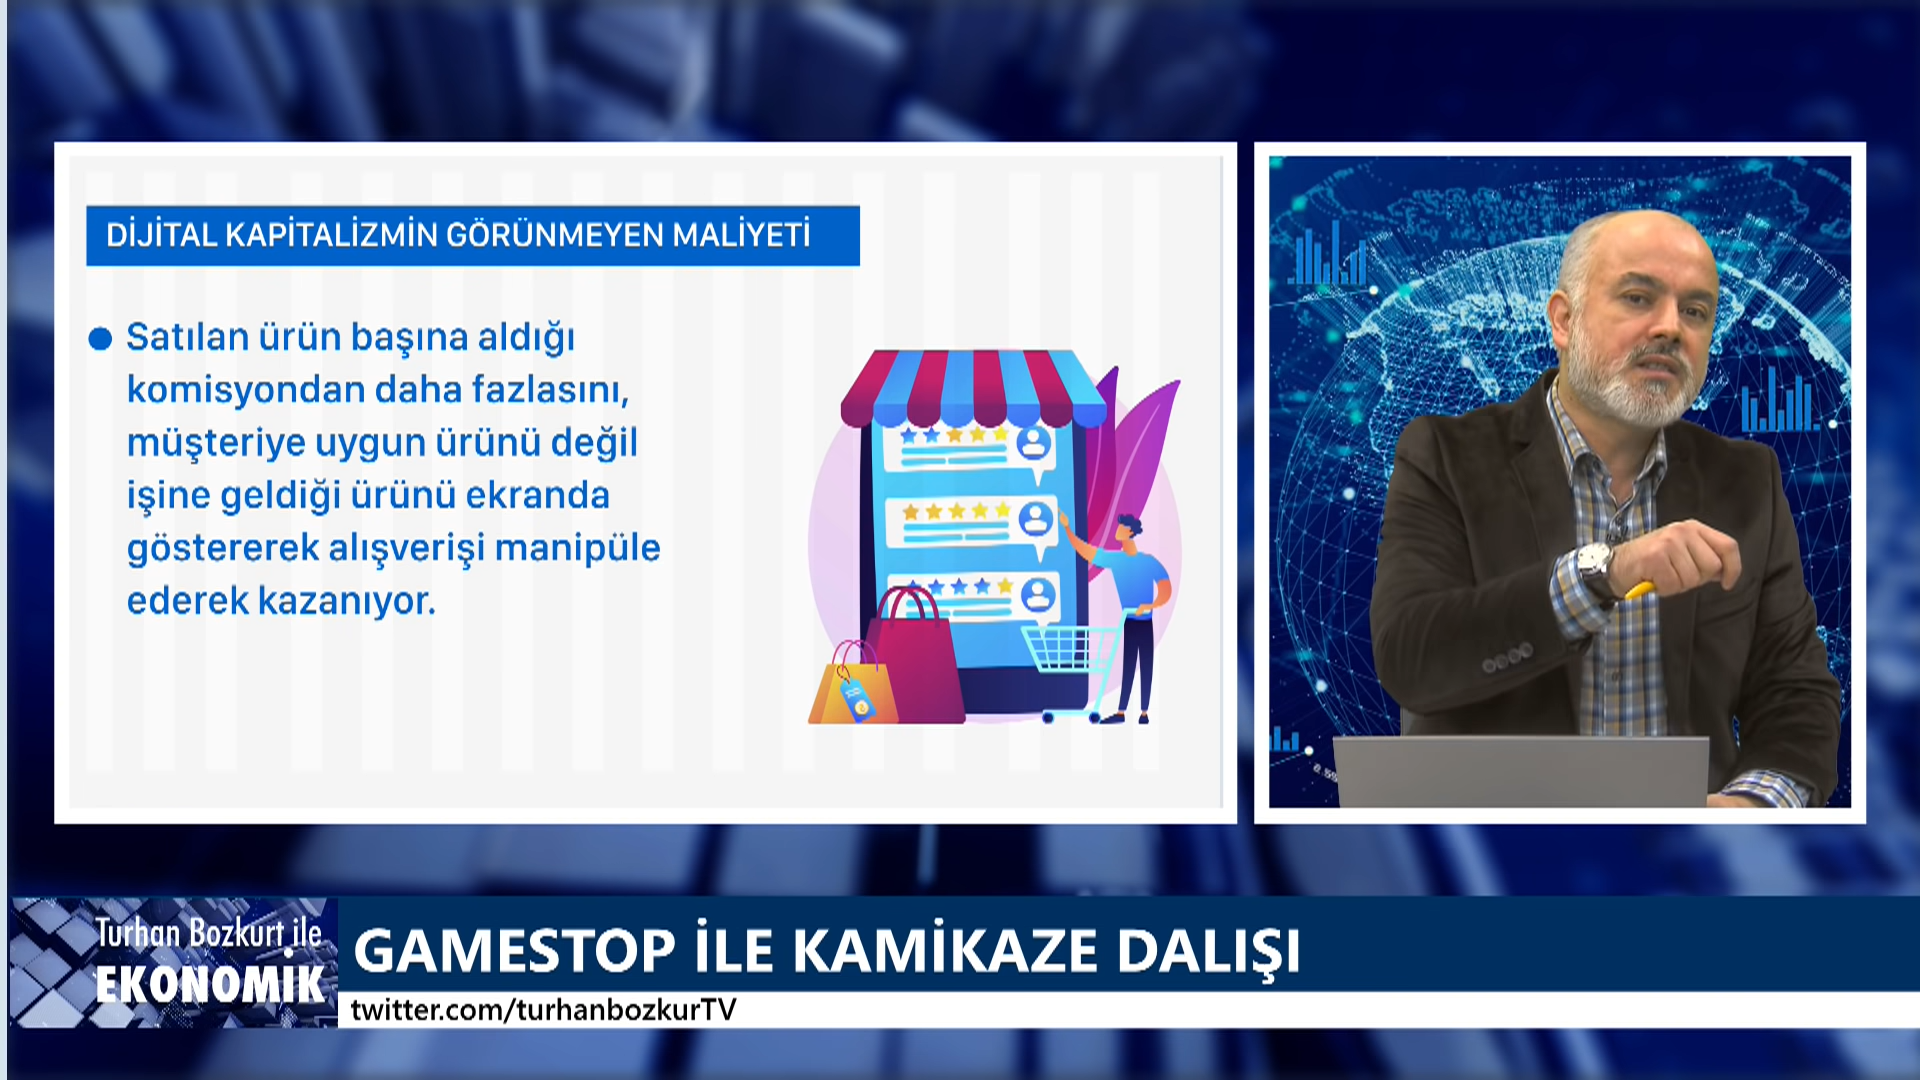 DİJİTAL KAPİTALİZMİN GÖRÜNMEYEN MALİYETİ
Satılan ürün başına aldığı
komisyondan daha fazlasını,
müşteriye uygun ürünü değil
işine geldiği ürünü ekranda
göstererek alışverişi manipüle
ederek kazanıyor.
Turhan Bozkurt ile
EKONOMİK
GAMESTOP İLE KAMİKAZE DALIŞI
twitter.com/turhanbozkurTV